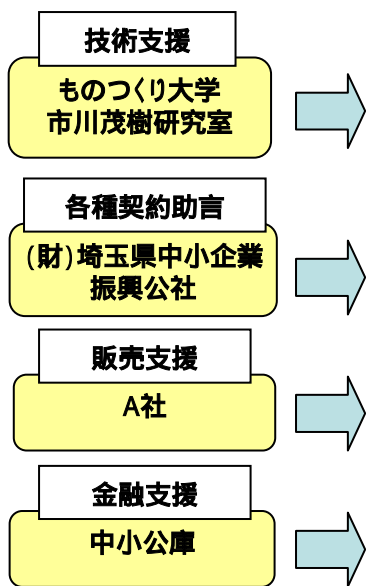 技術支援
ものつくり大学
市川茂樹研究室
各種契約助言
(財)埼玉県中小企業
振興公社
販売支援
A社
金融支援
中小公庫